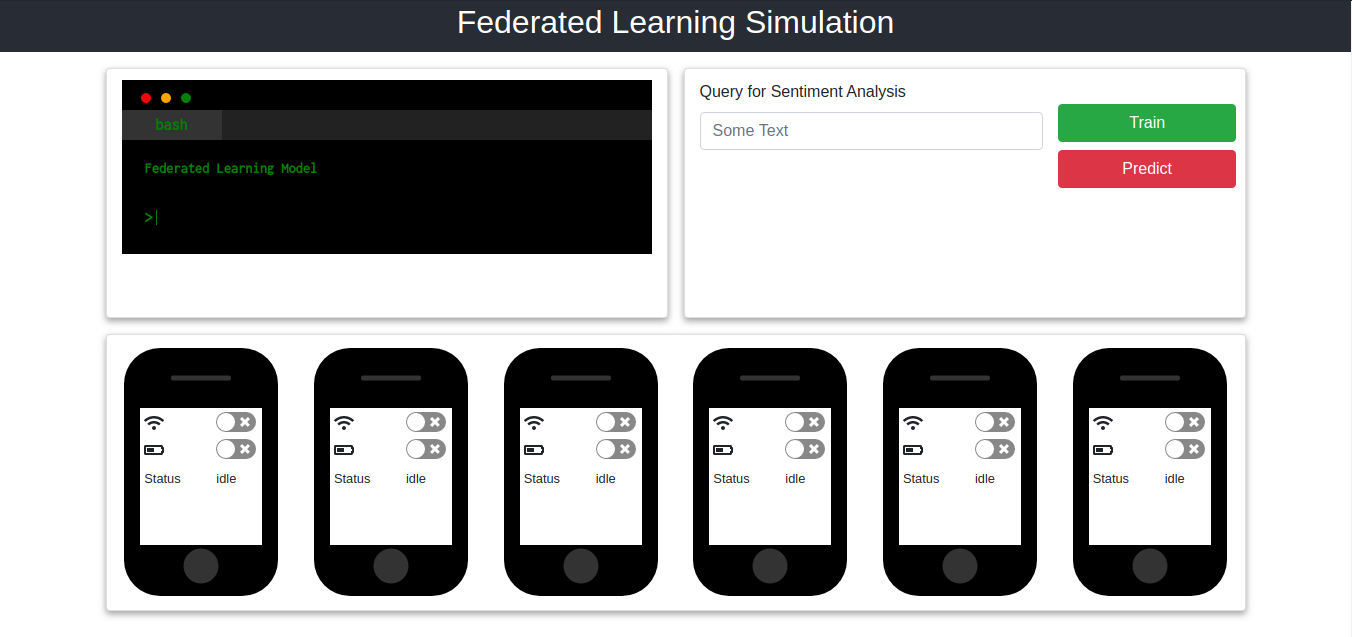 Federated Learning Simulation
bash
Federated Learning Model
>
Query for Sentiment Analysis
Some Text
Train
Predict
Status idle
Status idle
Status idle
Status idle
Status idle
Status idle